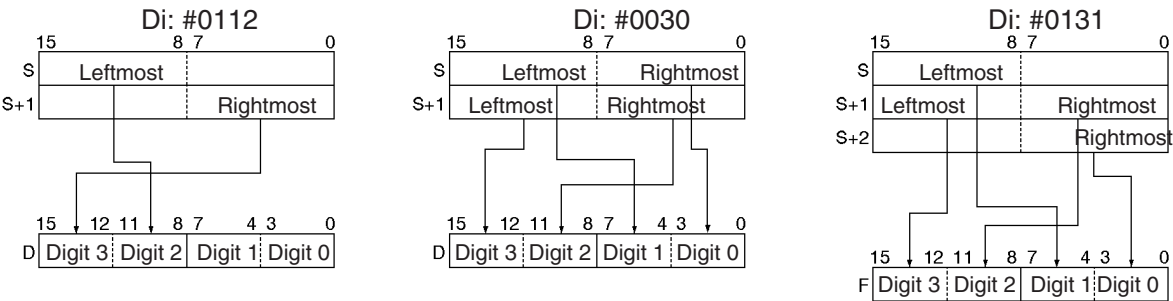 Di: #0112
15 8 7 0
S Leftmost
S+1 Rightmost
15 12 11 8 7 4 3 0
D Digit 3 Digit 2 Digit 1 Digit 0
Di: #0030
15 8 7 0
S Leftmost Rightmost
S+1 Leftmost Rightmost
15 12 11 8 7 4 3 0
D Digit 3 Digit 2 Digit 1 Digit 0
Di: #0131
15 8 7 0
S Leftmost
S+1 Leftmost Rightmost
S+2 Rightmost
15 12 11 8 7 4 3 0
F Digit 3 Digit 2 Digit 1 Digit 0